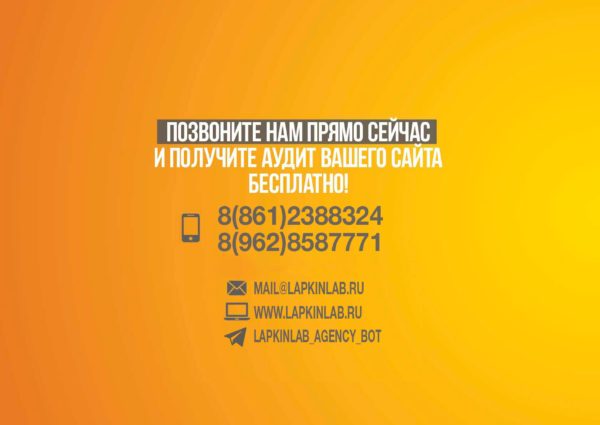 ПОЗВОНИТЕ НАМ ПРЯМО СЕЙЧАС
И ПОЛУЧИТЕ АУДИТ ВАШЕГО САЙТА
БЕСПЛАТНО!
8(861)2388324
8(962)8587771
MAIL@LAPKINLAB.RU
WWW.LAPKINLAB.RU
LAPKINLAB_AGENCY_BOT